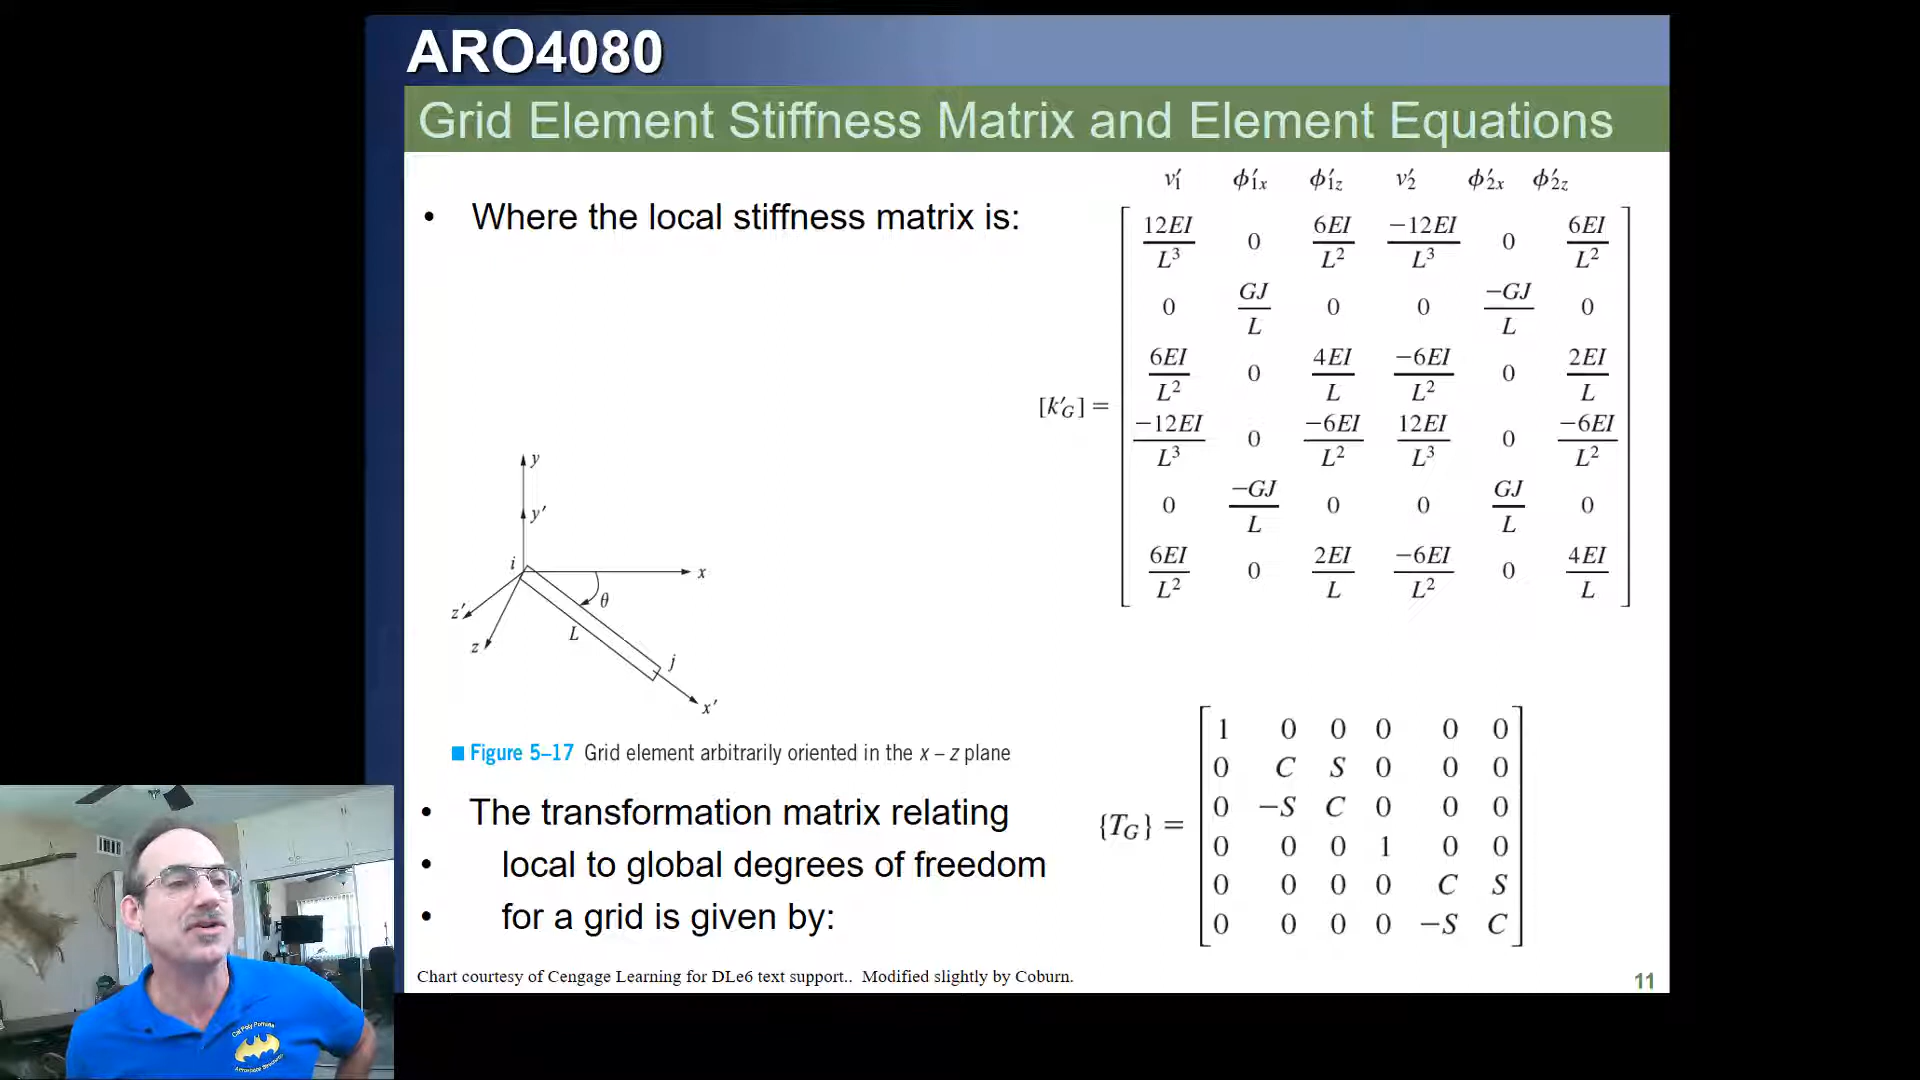 ARO4080
Grid Element Stiffness Matrix and Element Equations
• Where the local stiffness matrix is:
v′1 ϕ′1x ϕ′1z v′2 ϕ′2x ϕ′2z
[k′G] =
12EI/L³ 0 6EI/L² −12EI/L³ 0 6EI/L²
0 GJ/L 0 0 −GJ/L 0
6EI/L² 0 4EI/L −6EI/L² 0 2EI/L
−12EI/L³ 0 −6EI/L² 12EI/L³ 0 −6EI/L²
0 −GJ/L 0 0 GJ/L 0
6EI/L² 0 2EI/L −6EI/L² 0 4EI/L
y
y′
i
x
θ
z′
L
z
j
x′
■ Figure 5–17 Grid element arbitrarily oriented in the x – z plane
• The transformation matrix relating
• local to global degrees of freedom
• for a grid is given by:
{TG} =
1 0 0 0 0 0
0 C S 0 0 0
0 −S C 0 0 0
0 0 0 1 0 0
0 0 0 0 C S
0 0 0 0 −S C
Chart courtesy of Cengage Learning for DLe6 text support.. Modified slightly by Coburn.
11
Cal Poly Pomona
Aerospace Structures